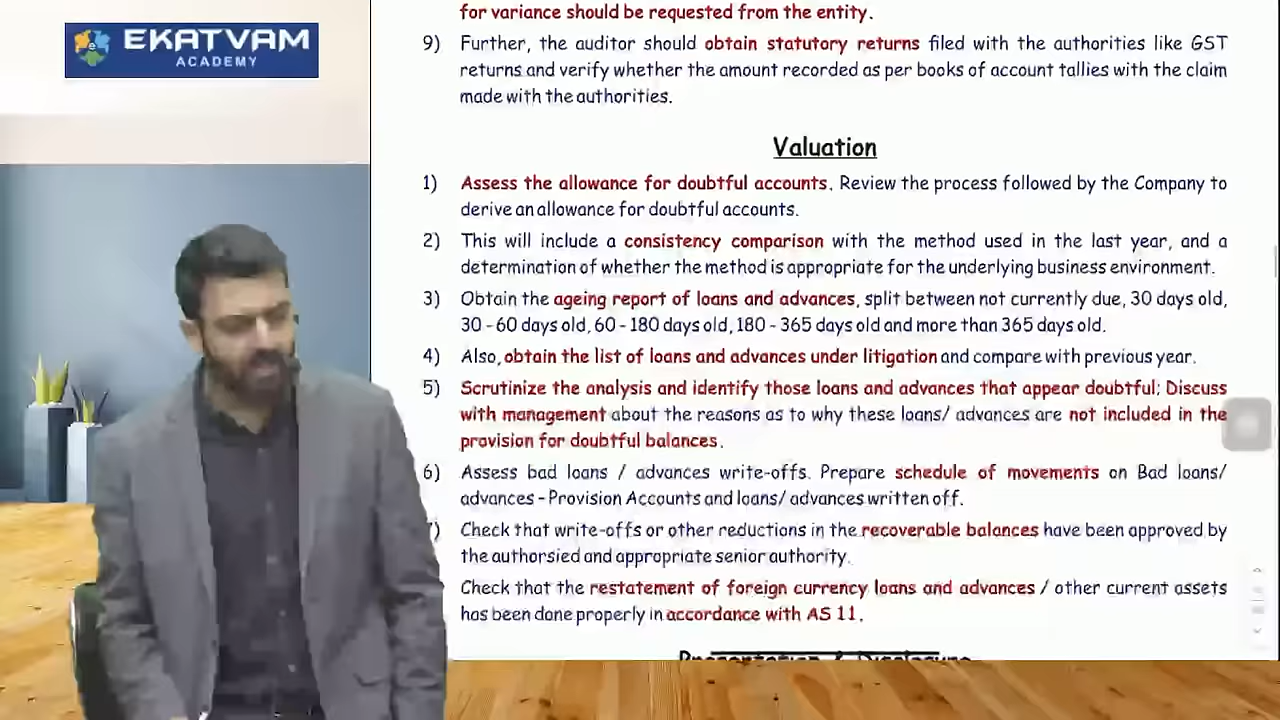 EKATVAM
ACADEMY
for variance should be requested from the entity.
9) Further, the auditor should obtain statutory returns filed with the authorities like GST
returns and verify whether the amount recorded as per books of account tallies with the claim
made with the authorities.
Valuation
1) Assess the allowance for doubtful accounts. Review the process followed by the Company to
derive an allowance for doubtful accounts.
2) This will include a consistency comparison with the method used in the last year, and a
determination of whether the method is appropriate for the underlying business environment.
3) Obtain the ageing report of loans and advances, split between not currently due, 30 days old,
30 - 60 days old, 60 - 180 days old, 180 - 365 days old and more than 365 days old.
4) Also, obtain the list of loans and advances under litigation and compare with previous year.
5) Scrutinize the analysis and identify those loans and advances that appear doubtful; Discuss
with management about the reasons as to why these loans/ advances are not included in the
provision for doubtful balances.
6) Assess bad loans / advances write-offs. Prepare schedule of movements on Bad loans/
advances - Provision Accounts and loans/ advances written off.
) Check that write-offs or other reductions in the recoverable balances have been approved by
the authorsied and appropriate senior authority.
Check that the restatement of foreign currency loans and advances / other current assets
has been done properly in accordance with AS 11.